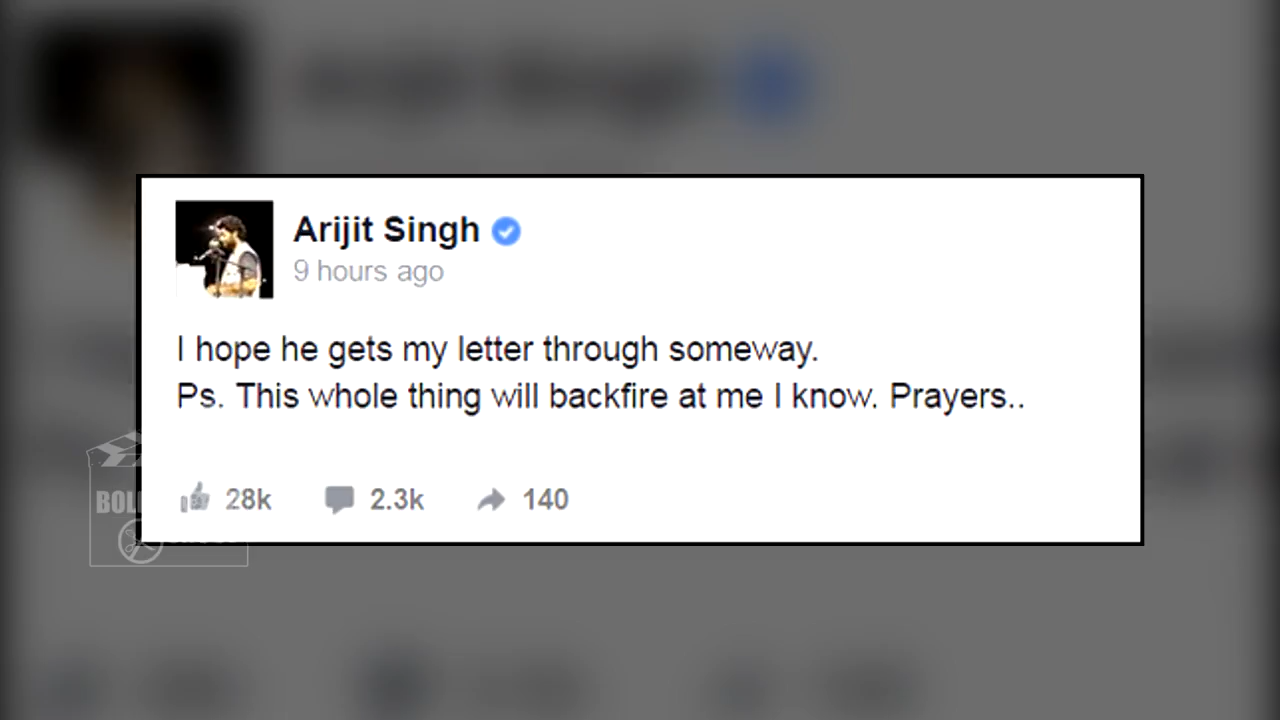 Arijit Singh
9 hours ago
I hope he gets my letter through someway.
Ps. This whole thing will backfire at me I know. Prayers..
28k 2.3k 140
BOLL